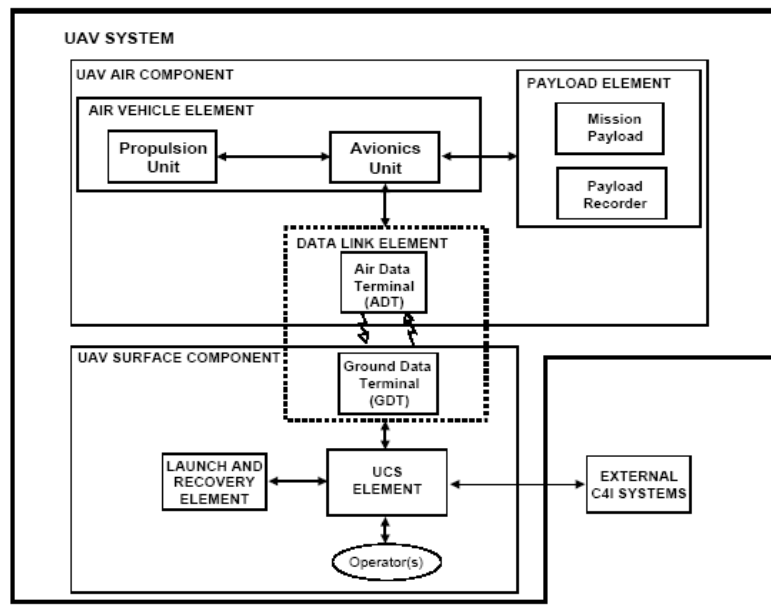 UAV SYSTEM
UAV AIR COMPONENT
AIR VEHICLE ELEMENT
Propulsion
Unit
Avionics
Unit
PAYLOAD ELEMENT
Mission
Payload
Payload
Recorder
DATA LINK ELEMENT
Air Data
Terminal
(ADT)
UAV SURFACE COMPONENT
Ground Data
Terminal
(GDT)
LAUNCH AND
RECOVERY
ELEMENT
UCS
ELEMENT
EXTERNAL
C4I SYSTEMS
Operator(s)